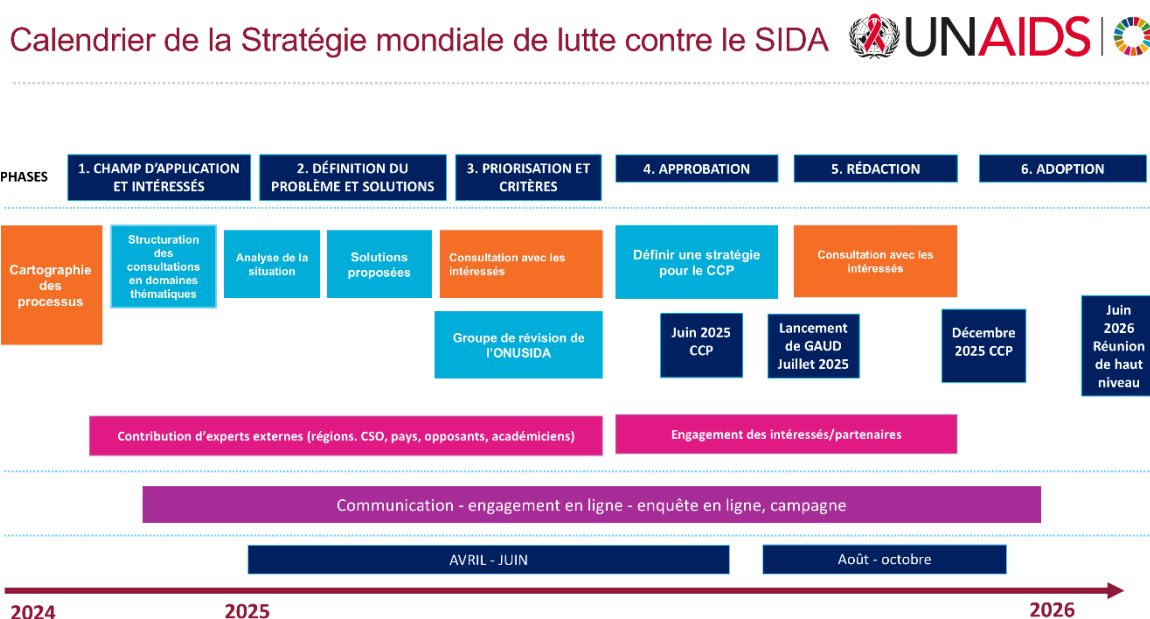 Calendrier de la Stratégie mondiale de lutte contre le SIDA
UNAIDS
PHASES
1. CHAMP D'APPLICATION
ET INTÉRESSÉS
2. DÉFINITION DU
PROBLÈME ET SOLUTIONS
3. PRIORISATION ET
CRITÈRES
4. APPROBATION
5. RÉDACTION
6. ADOPTION
Cartographie
des
processus
Structuration
des
consultations
en domaines
thématiques
Analyse de la
situation
Solutions
proposées
Consultation avec les
intéressés
Définir une stratégie
pour le CCP
Consultation avec les
intéressés
Groupe de révision de
l'ONUSIDA
Juin 2025
CCP
Lancement
de GAUD
Juillet 2025
Décembre
2025 CCP
Juin
2026
Réunion
de haut
niveau
Contribution d'experts externes (régions. CSO, pays, opposants, académiciens)
Engagement des intéressés/partenaires
Communication - engagement en ligne - enquête en ligne, campagne
AVRIL - JUIN
Août - octobre
2024
2025
2026